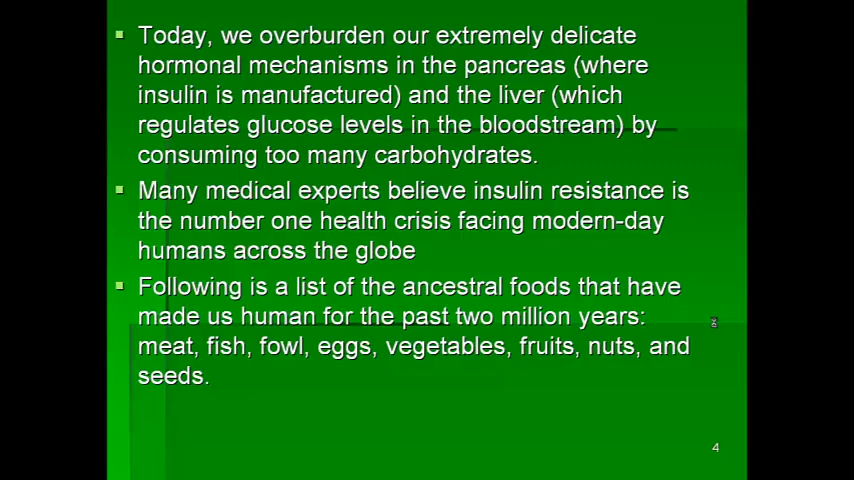 Today, we overburden our extremely delicate
hormonal mechanisms in the pancreas (where
insulin is manufactured) and the liver (which
regulates glucose levels in the bloodstream) by
consuming too many carbohydrates.
Many medical experts believe insulin resistance is
the number one health crisis facing modern-day
humans across the globe
Following is a list of the ancestral foods that have
made us human for the past two million years:
meat, fish, fowl, eggs, vegetables, fruits, nuts, and
seeds.
4